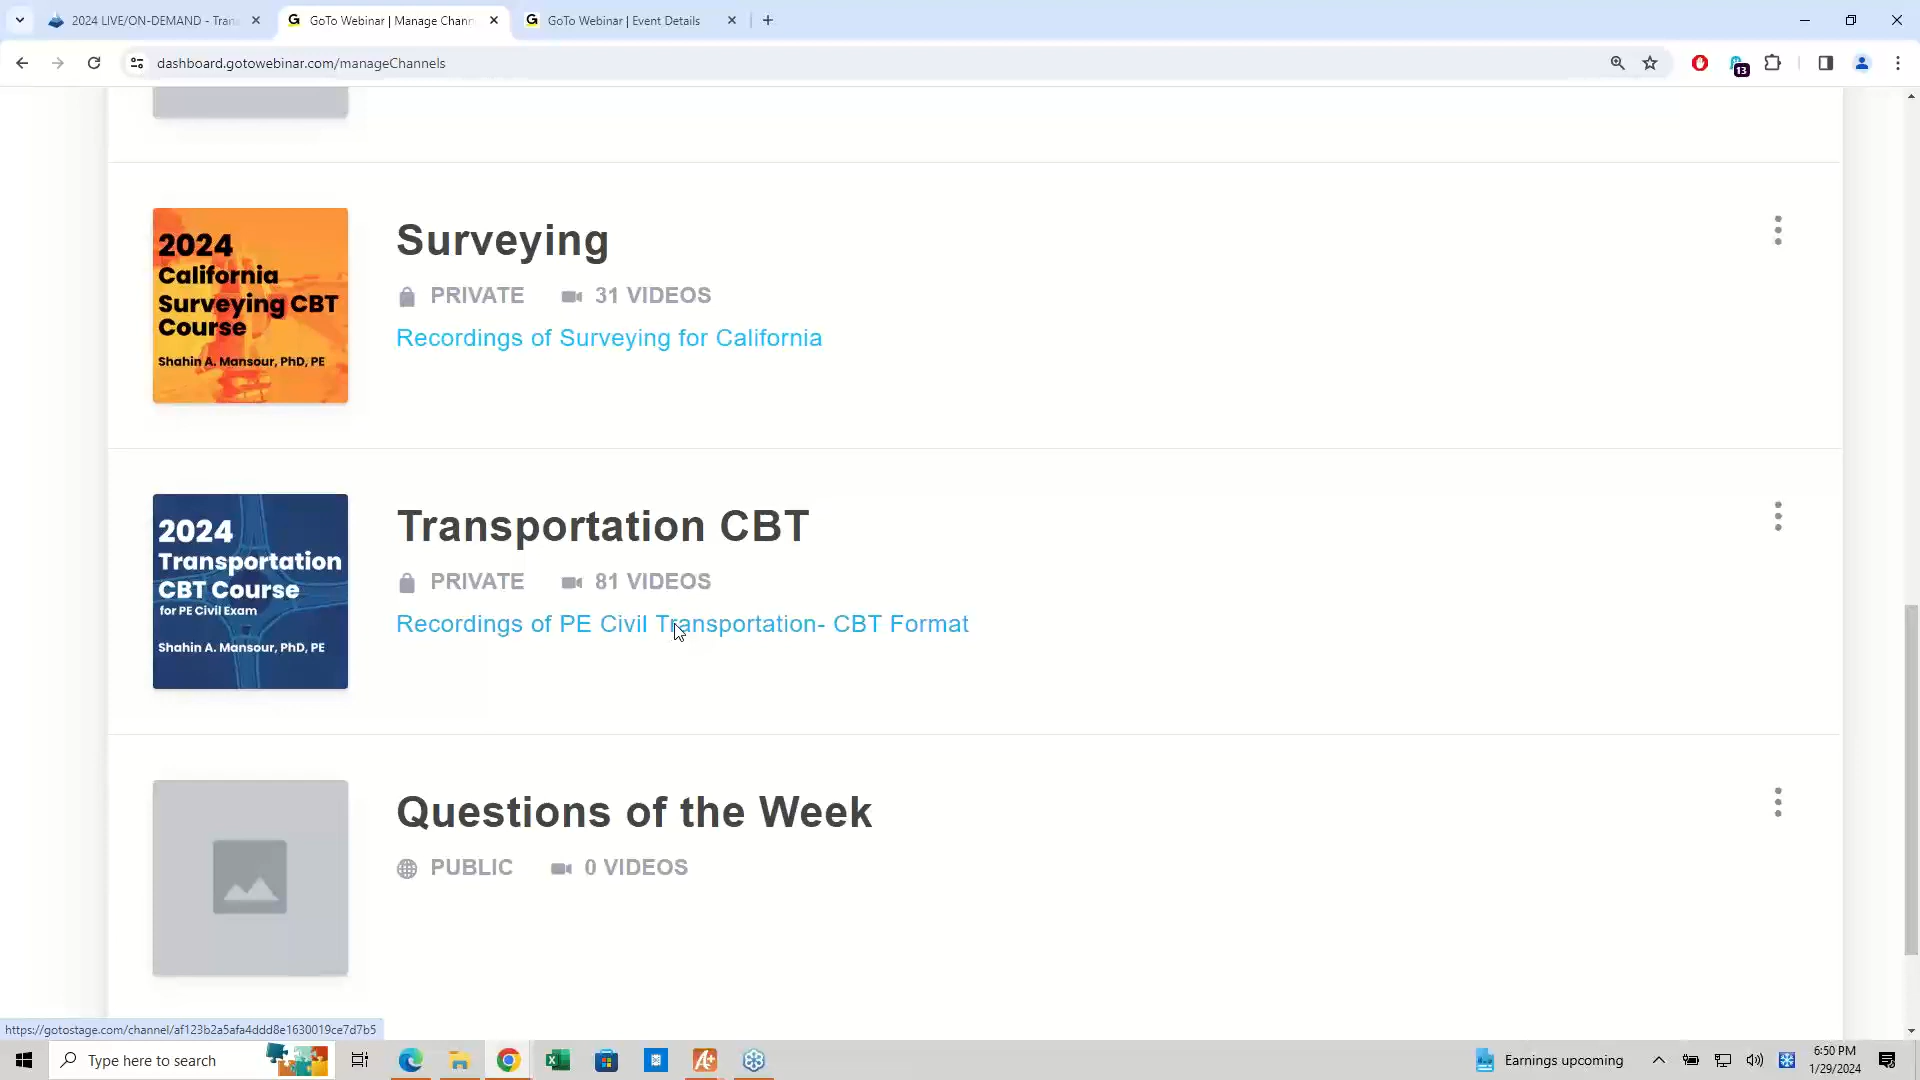 2024 LIVE/ON-DEMAND - Tran
GoTo Webinar | Manage Chann
GoTo Webinar | Event Details
dashboard.gotowebinar.com/manageChannels
13
2024
California
Surveying CBT
Course
Shahin A. Mansour, PhD, PE
Surveying
PRIVATE 31 VIDEOS
Recordings of Surveying for California
2024
Transportation
CBT Course
for PE Civil Exam
Shahin A. Mansour, PhD, PE
Transportation CBT
PRIVATE 81 VIDEOS
Recordings of PE Civil Transportation- CBT Format
Questions of the Week
PUBLIC 0 VIDEOS
https://gotostage.com/channel/af123b2a5afa4ddd8e1630019ce7d7b5
Type here to search
Earnings upcoming
6:50 PM
1/29/2024